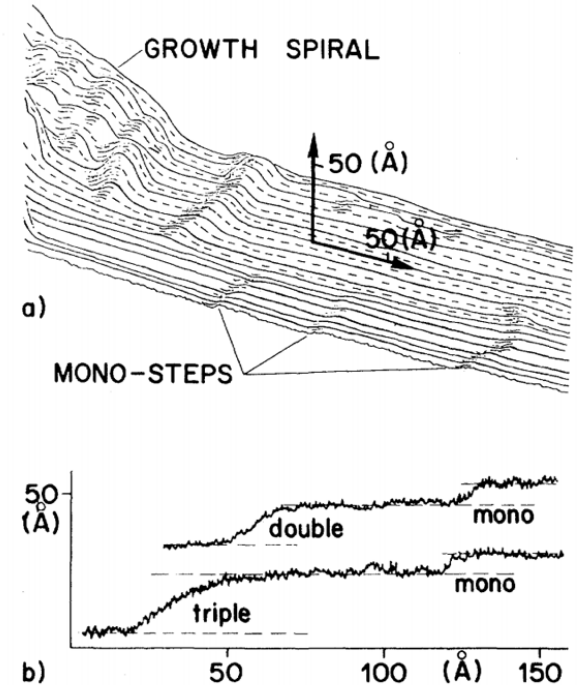 GROWTH SPIRAL
50 (Å)
50 (Å)
a)
MONO-STEPS
50
(Å)
double
mono
triple
mono
b)
50
100
(Å)
150